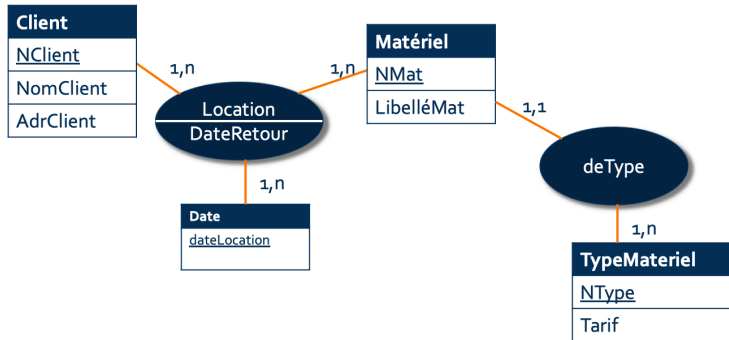 Client
NClient
NomClient
AdrClient
1,n
Location
DateRetour
1,n
Matériel
NMat
LibelléMat
1,1
deType
1,n
Date
dateLocation
1,n
TypeMateriel
NType
Tarif